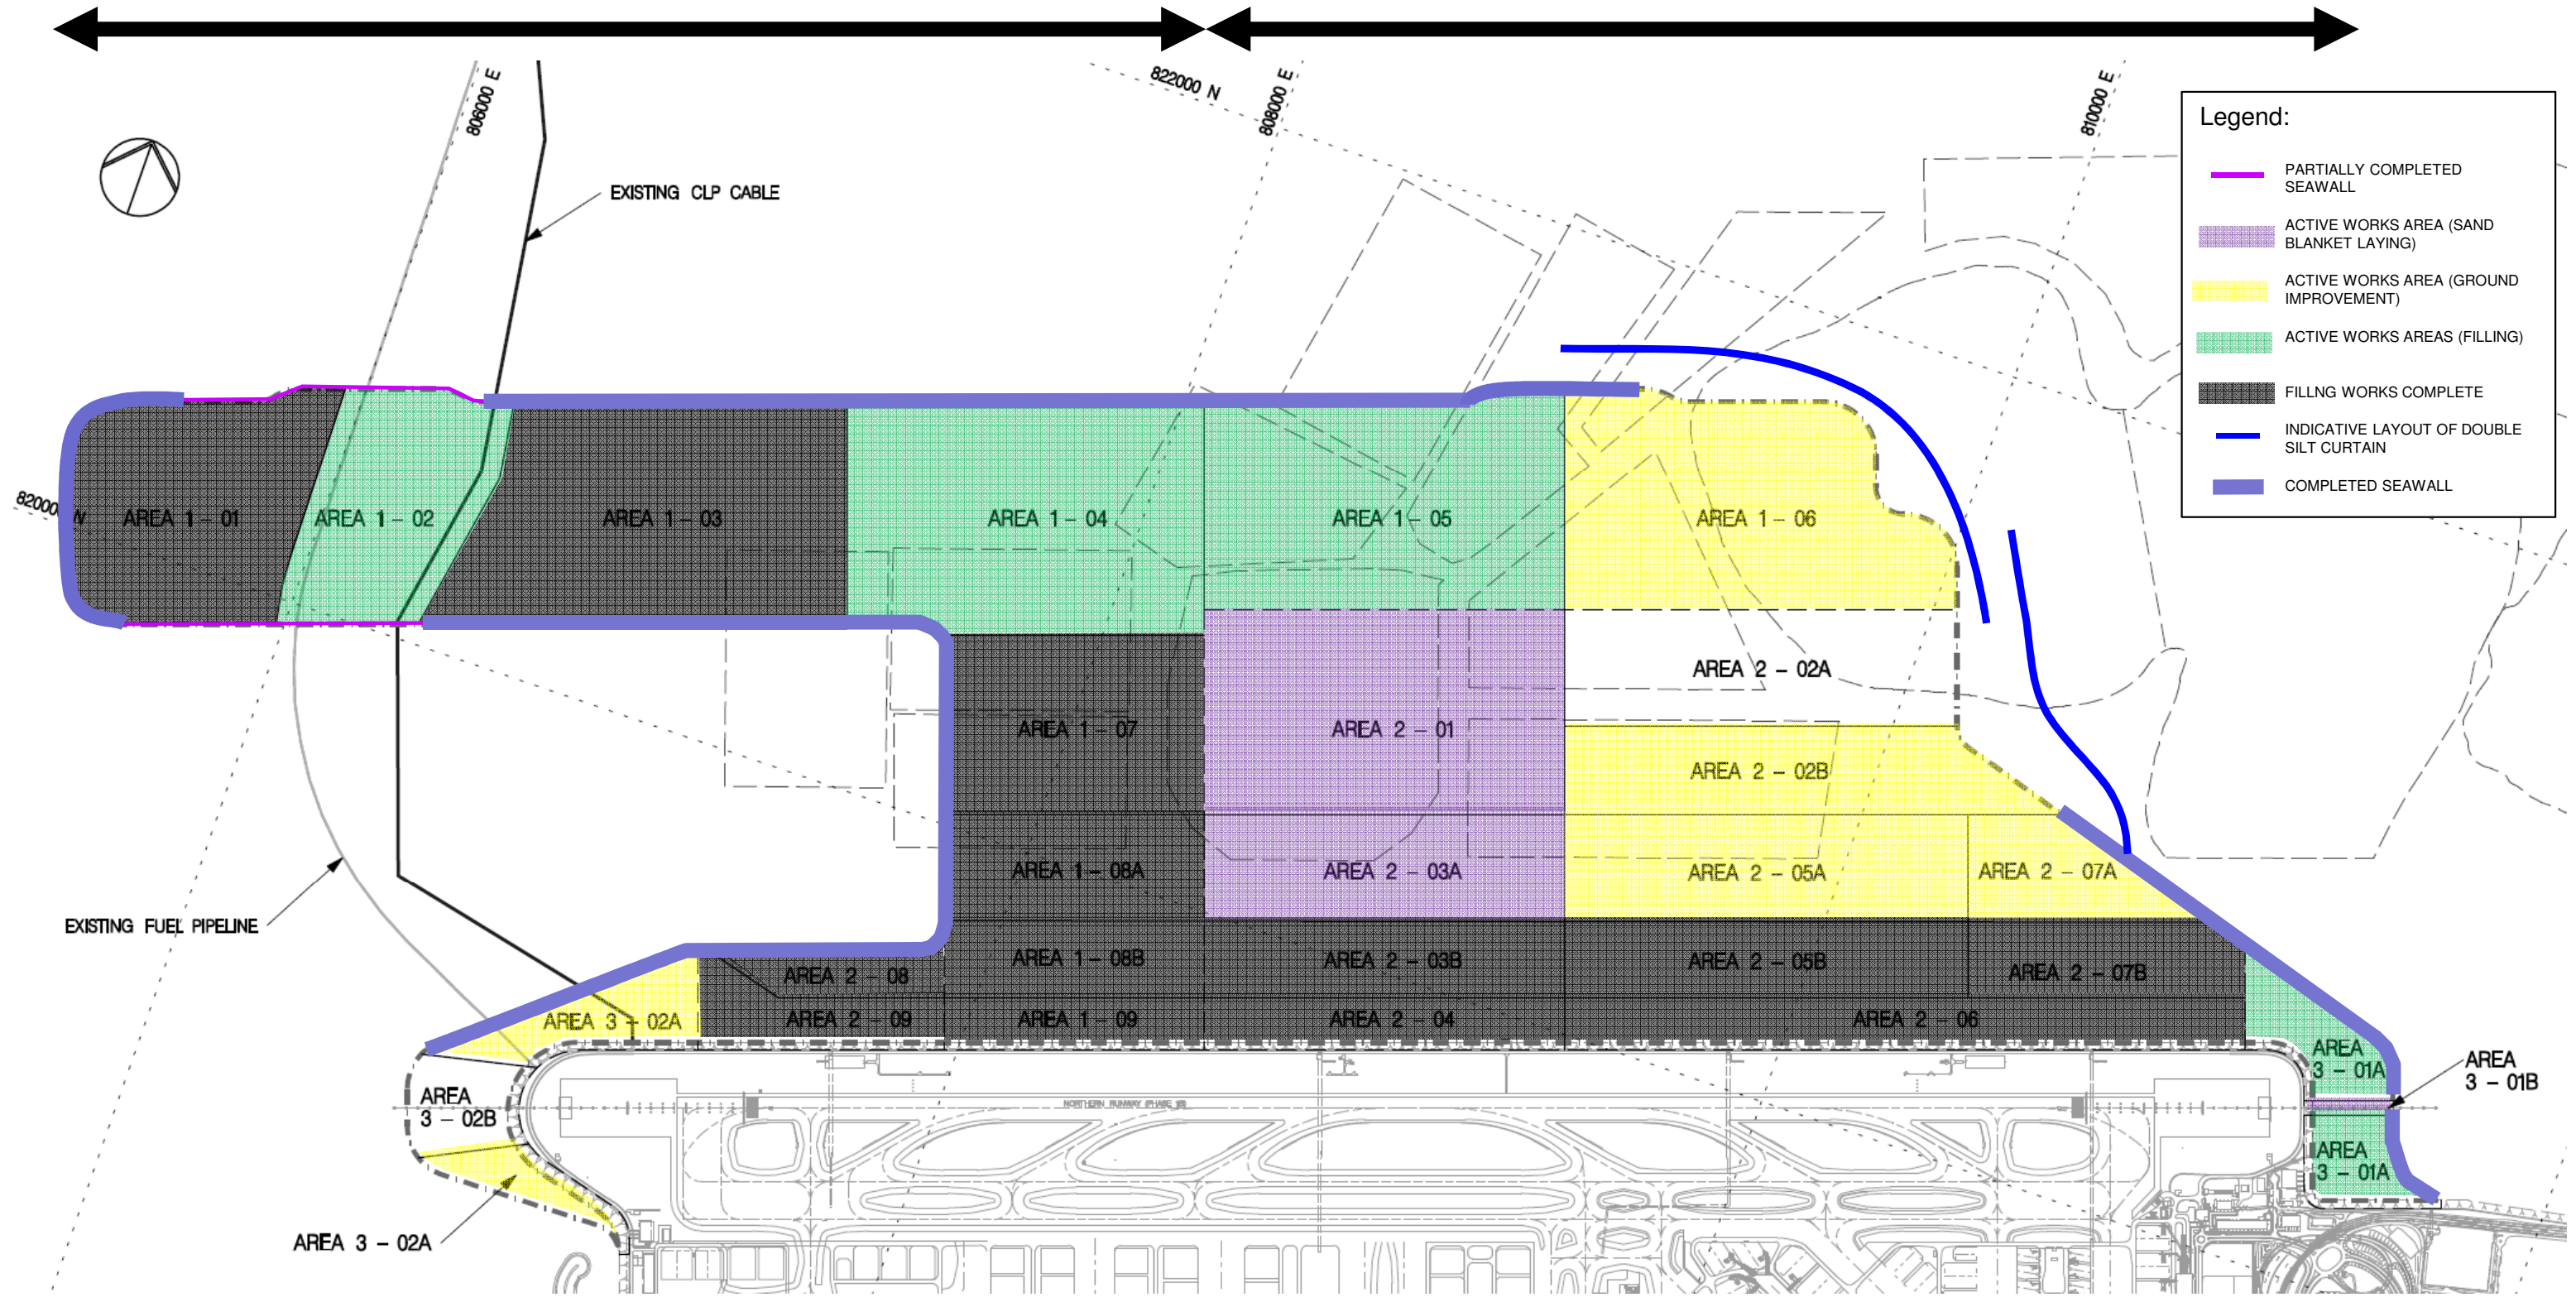 806000 E
822000 N
808000 E
810000 E
Legend:
PARTIALLY COMPLETED
SEAWALL
ACTIVE WORKS AREA (SAND
BLANKET LAYING)
ACTIVE WORKS AREA (GROUND
IMPROVEMENT)
ACTIVE WORKS AREAS (FILLING)
FILLNG WORKS COMPLETE
INDICATIVE LAYOUT OF DOUBLE
SILT CURTAIN
COMPLETED SEAWALL
EXISTING CLP CABLE
820000 N
AREA 1 - 01
AREA 1 - 02
AREA 1 - 03
AREA 1 - 04
AREA 1 - 05
AREA 1 - 06
AREA 2 - 02A
AREA 1 - 07
AREA 2 - 01
AREA 2 - 02B
AREA 1 - 08A
AREA 2 - 03A
AREA 2 - 05A
AREA 2 - 07A
EXISTING FUEL PIPELINE
AREA 2 - 08
AREA 1 - 08B
AREA 2 - 03B
AREA 2 - 05B
AREA 2 - 07B
AREA 3 - 02A
AREA 2 - 09
AREA 1 - 09
AREA 2 - 04
AREA 2 - 06
AREA
3 - 01A
AREA
3 - 01B
AREA
3 - 02B
NORTHERN RUNWAY (PHASE 1B)
AREA
3 - 01A
AREA 3 - 02A